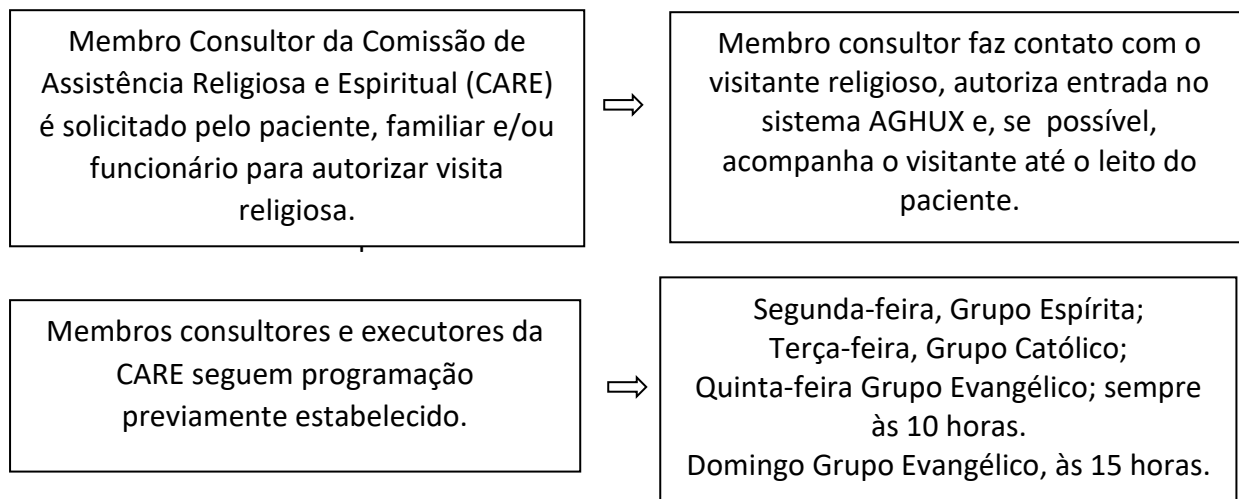 Membro Consultor da Comissão de
Assistência Religiosa e Espiritual (CARE)
é solicitado pelo paciente, familiar e/ou
funcionário para autorizar visita
religiosa.
Membro consultor faz contato com o
visitante religioso, autoriza entrada no
sistema AGHUX e, se possível,
acompanha o visitante até o leito do
paciente.
Membros consultores e executores da
CARE seguem programação
previamente estabelecido.
Segunda-feira, Grupo Espírita;
Terça-feira, Grupo Católico;
Quinta-feira Grupo Evangélico; sempre
às 10 horas.
Domingo Grupo Evangélico, às 15 horas.